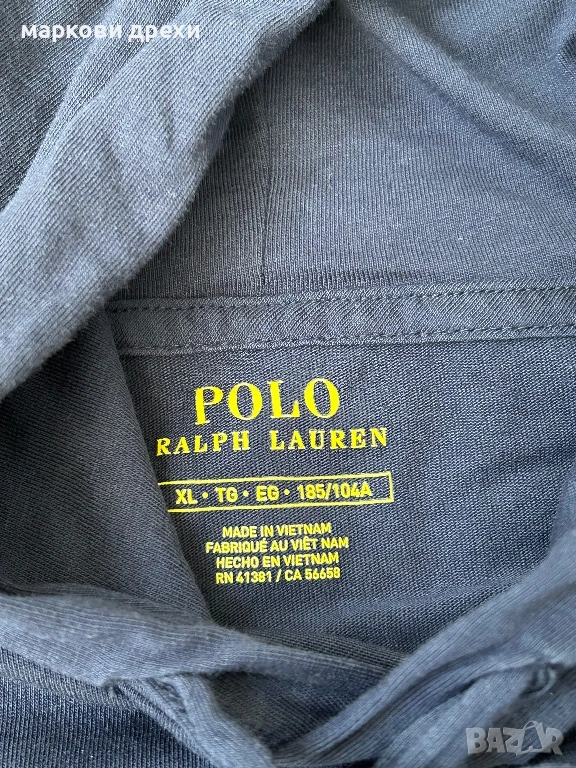 маркови дрехи
POLO
RALPH LAUREN
XL • TG • EG • 185/104A
MADE IN VIETNAM
FABRIQUÉ AU VIÊT NAM
HECHO EN VIETNAM
RN 41381 / CA 56658
BAZAR